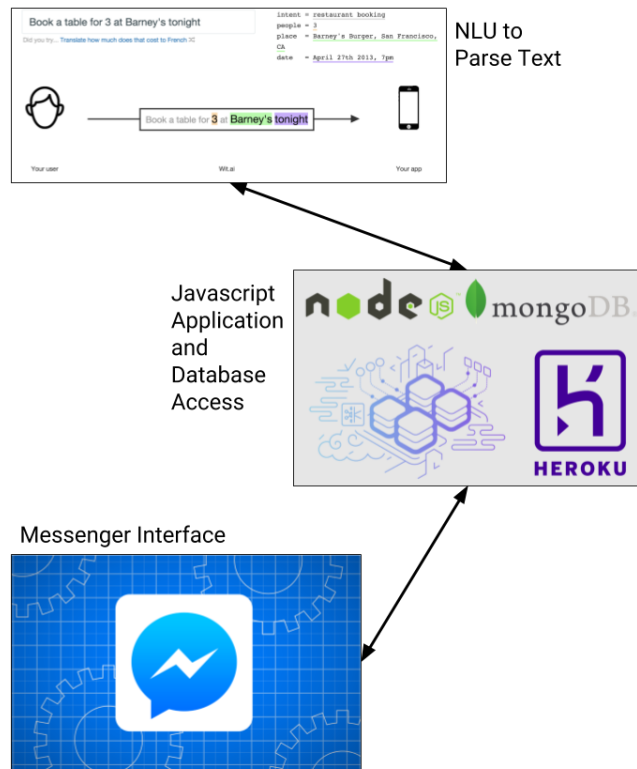 Book a table for 3 at Barney's tonight
Did you try... Translate how much does that cost to French
intent = restaurant booking
people = 3
place = Barney's Burger, San Francisco,
CA
date = April 27th 2013, 7pm
NLU to
Parse Text
Book a table for 3 at Barney's tonight
Your user
Wit.ai
Your app
Javascript
Application
and
Database
Access
node JS
mongoDB
HEROKU
Messenger Interface